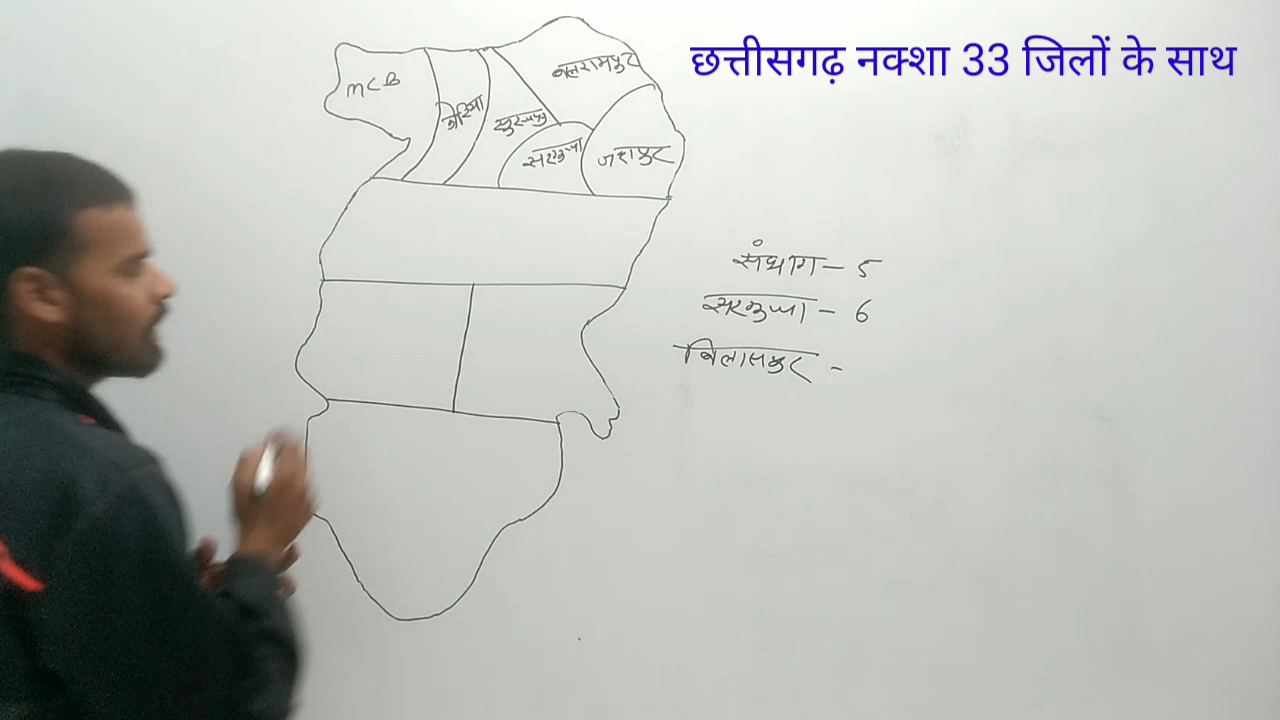 छत्तीसगढ़ नक्शा 33 जिलों के साथ
MCB
कोरिया
सूरजपुर
बलरामपुर
सरगुजा
जशपुर
संभाग - 5
सरगुजा - 6
बिलासपुर -